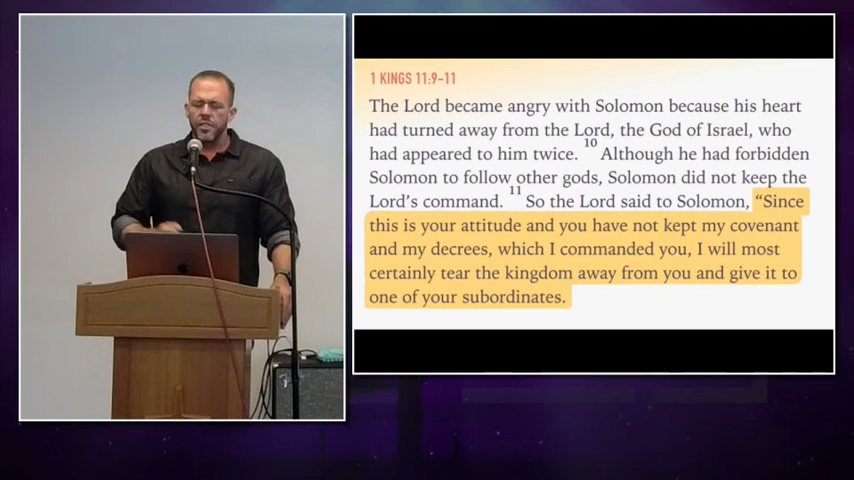 1 KINGS 11:9-11
The Lord became angry with Solomon because his heart
had turned away from the Lord, the God of Israel, who
had appeared to him twice. 10 Although he had forbidden
Solomon to follow other gods, Solomon did not keep the
Lord's command. 11 So the Lord said to Solomon, “Since
this is your attitude and you have not kept my covenant
and my decrees, which I commanded you, I will most
certainly tear the kingdom away from you and give it to
one of your subordinates.